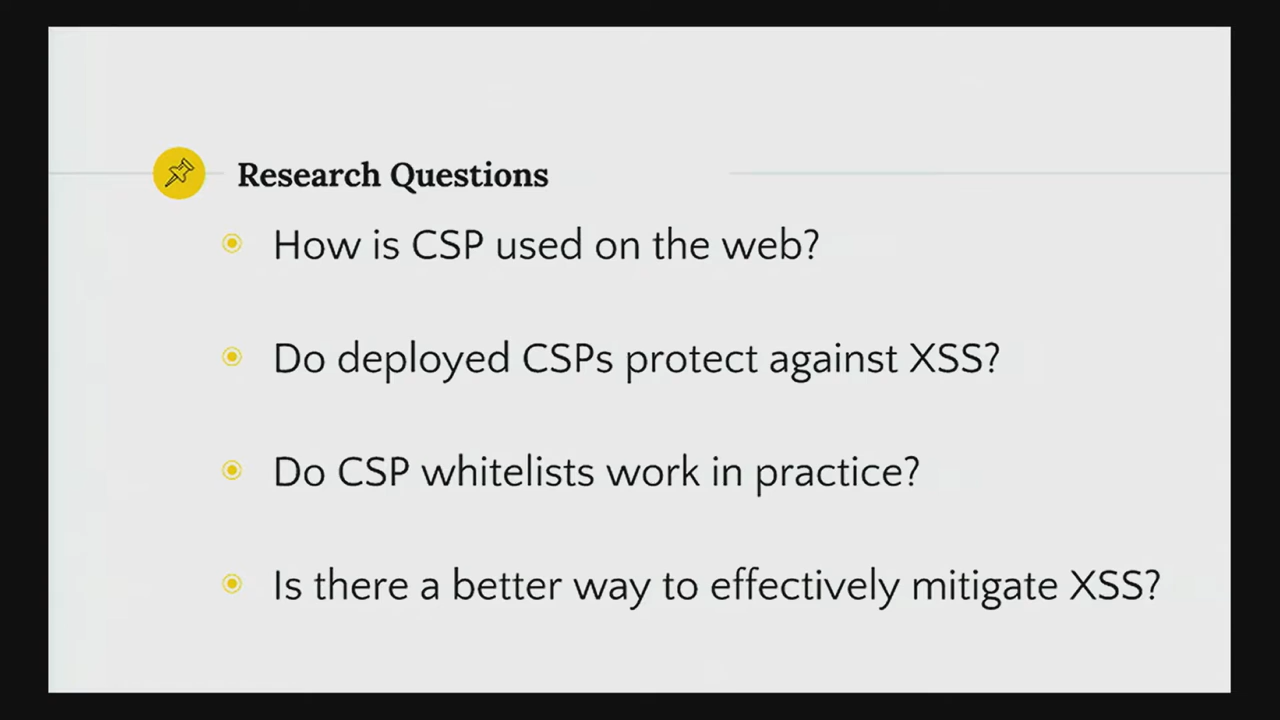 Research Questions
How is CSP used on the web?
Do deployed CSPs protect against XSS?
Do CSP whitelists work in practice?
Is there a better way to effectively mitigate XSS?